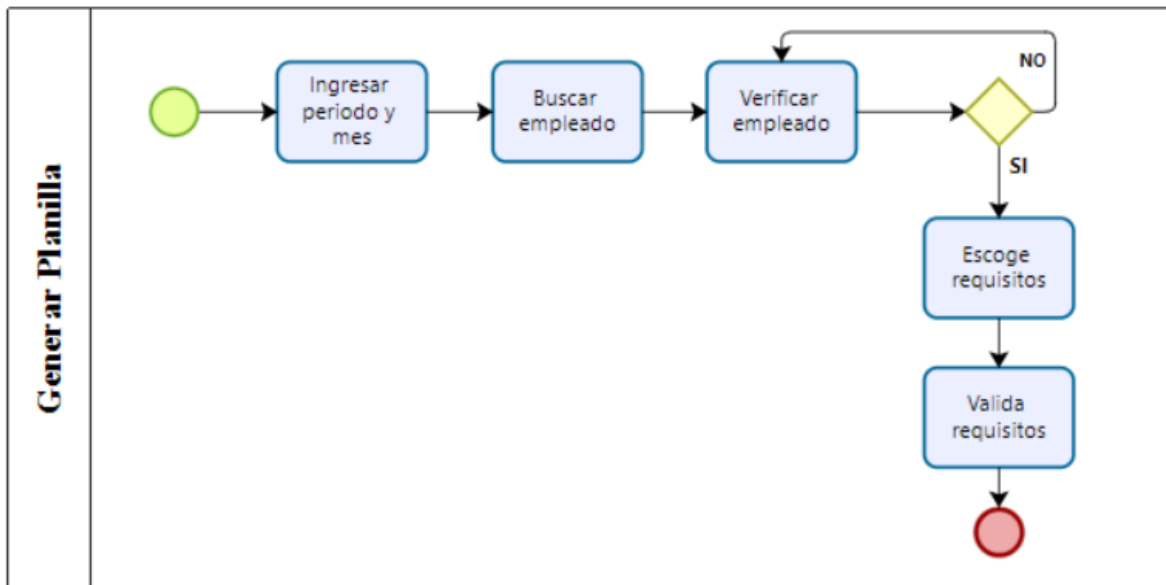 Generar Planilla
Ingresar
periodo y
mes
Buscar
empleado
Verificar
empleado
NO
SI
Escoge
requisitos
Valida
requisitos